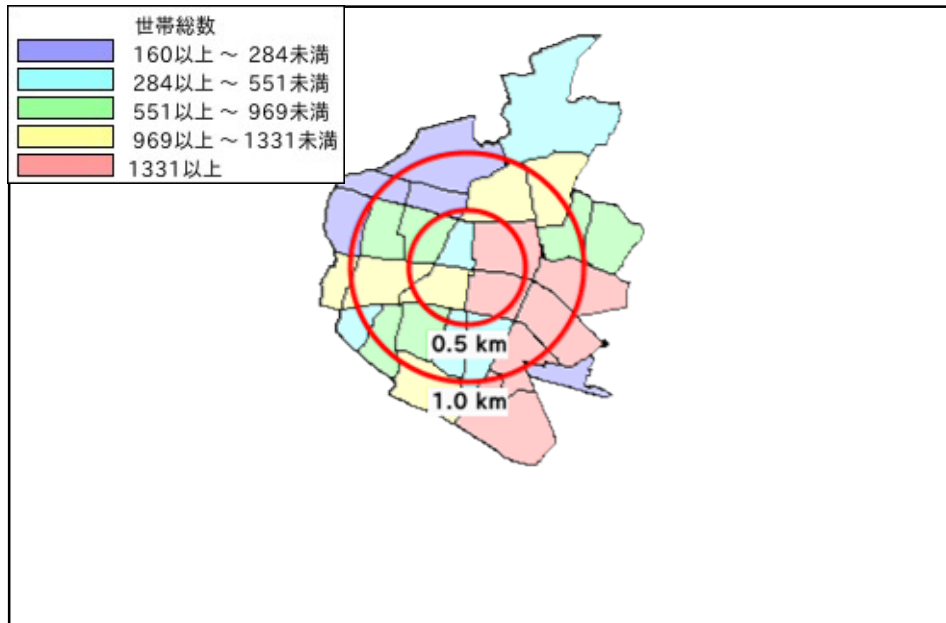 世帯総数
160以上 ～ 284未満
284以上 ～ 551未満
551以上 ～ 969未満
969以上 ～1331未満
1331以上
0.5 km
1.0 km